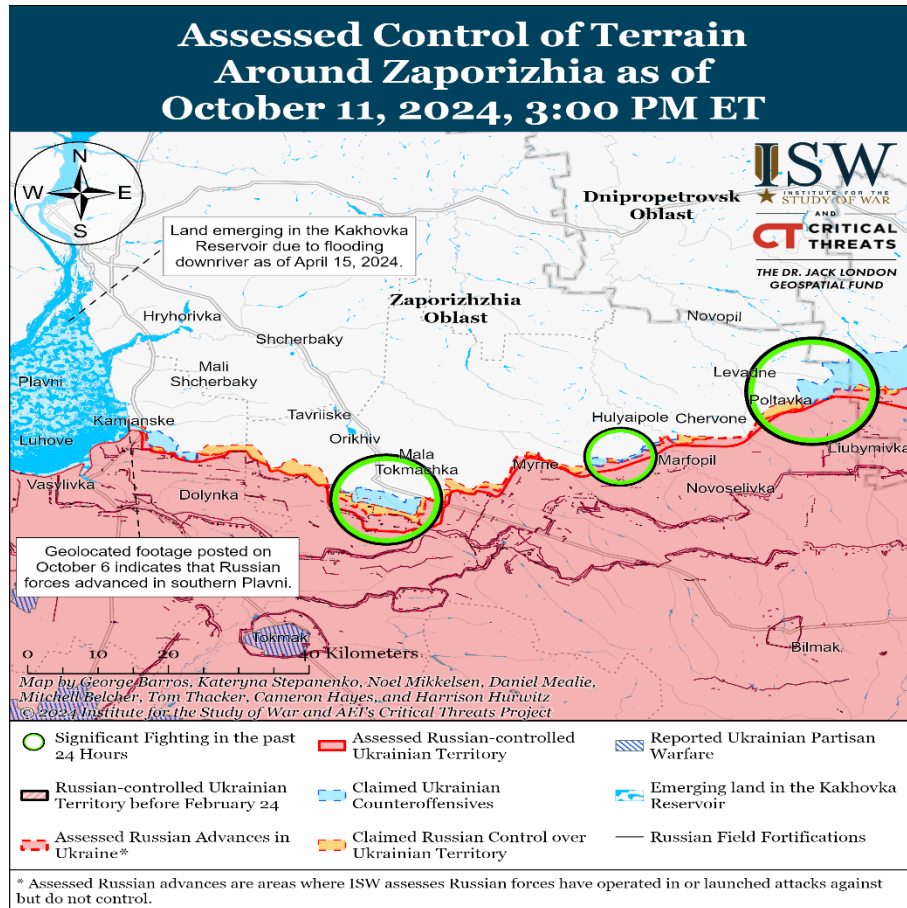 Assessed Control of Terrain
Around Zaporizhia as of
October 11, 2024, 3:00 PM ET
N
W
E
S
ISW
INSTITUTE FOR THE
STUDY OF WAR
AND
CT CRITICAL
THREATS
THE DR. JACK LONDON
GEOSPATIAL FUND
Dnipropetrovsk
Oblast
Land emerging in the Kakhovka
Reservoir due to flooding
downriver as of April 15, 2024.
Zaporizhzhia
Oblast
Hryhorivka
Novopil
Shcherbaky
Mali
Shcherbaky
Levadne
Plavni
Poltavka
Tavriiske
Hulyaipole
Chervone
Kamjanske
Orikhiv
Luhove
Mala
Tokmachka
Liubymivka
Myrne
Marfopil
Vasylivka
Dolynka
Novoselivka
Geolocated footage posted on
October 6 indicates that Russian
forces advanced in southern Plavni.
Tokmak
Bilmak
0 10 20 40 Kilometers
Map by George Barros, Kateryna Stepanenko, Noel Mikkelsen, Daniel Mealie,
Mitchell Belcher, Tom Thacker, Cameron Hayes, and Harrison Hurwitz
© 2024 Institute for the Study of War and AEI's Critical Threats Project
Significant Fighting in the past
24 Hours
Assessed Russian-controlled
Ukrainian Territory
Reported Ukrainian Partisan
Warfare
Russian-controlled Ukrainian
Territory before February 24
Claimed Ukrainian
Counteroffensives
Emerging land in the Kakhovka
Reservoir
Assessed Russian Advances in
Ukraine*
Claimed Russian Control over
Ukrainian Territory
Russian Field Fortifications
* Assessed Russian advances are areas where ISW assesses Russian forces have operated in or launched attacks against
but do not control.